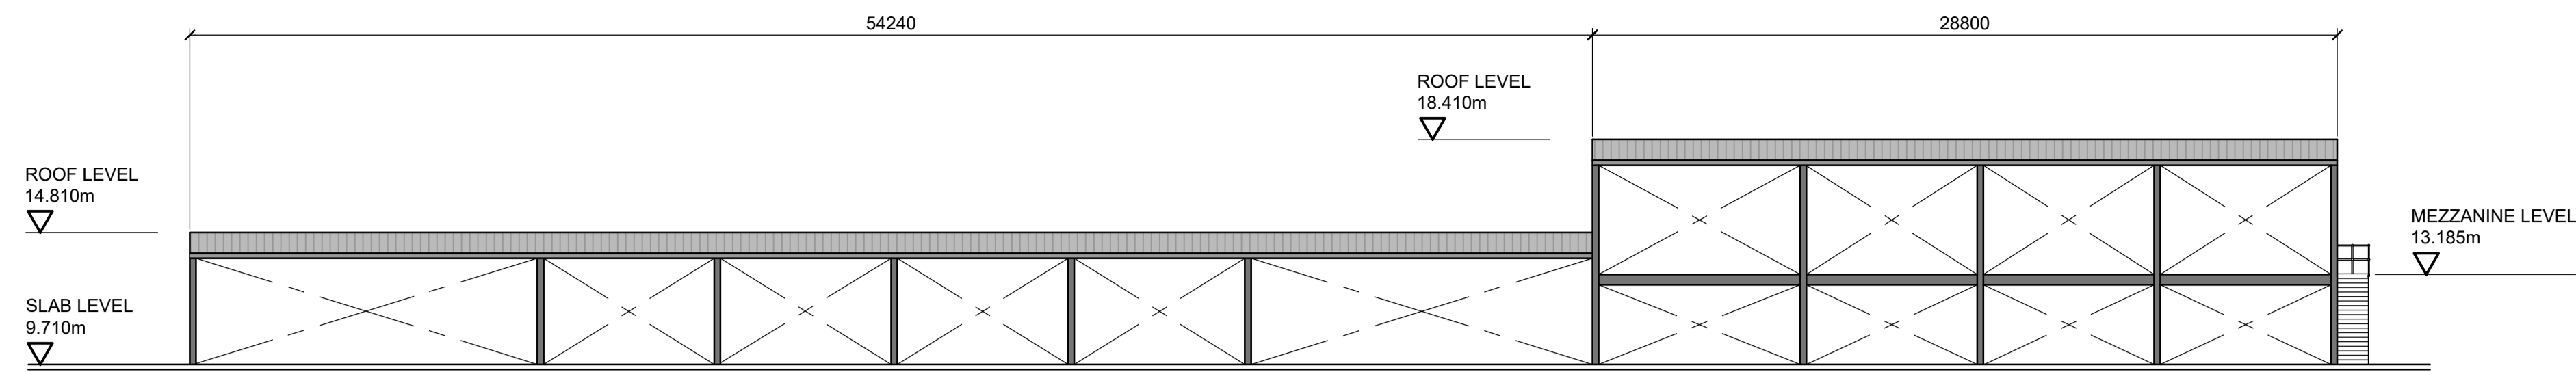 54240
28800
ROOF LEVEL
18.410m
ROOF LEVEL
14.810m
MEZZANINE LEVEL
13.185m
SLAB LEVEL
9.710m